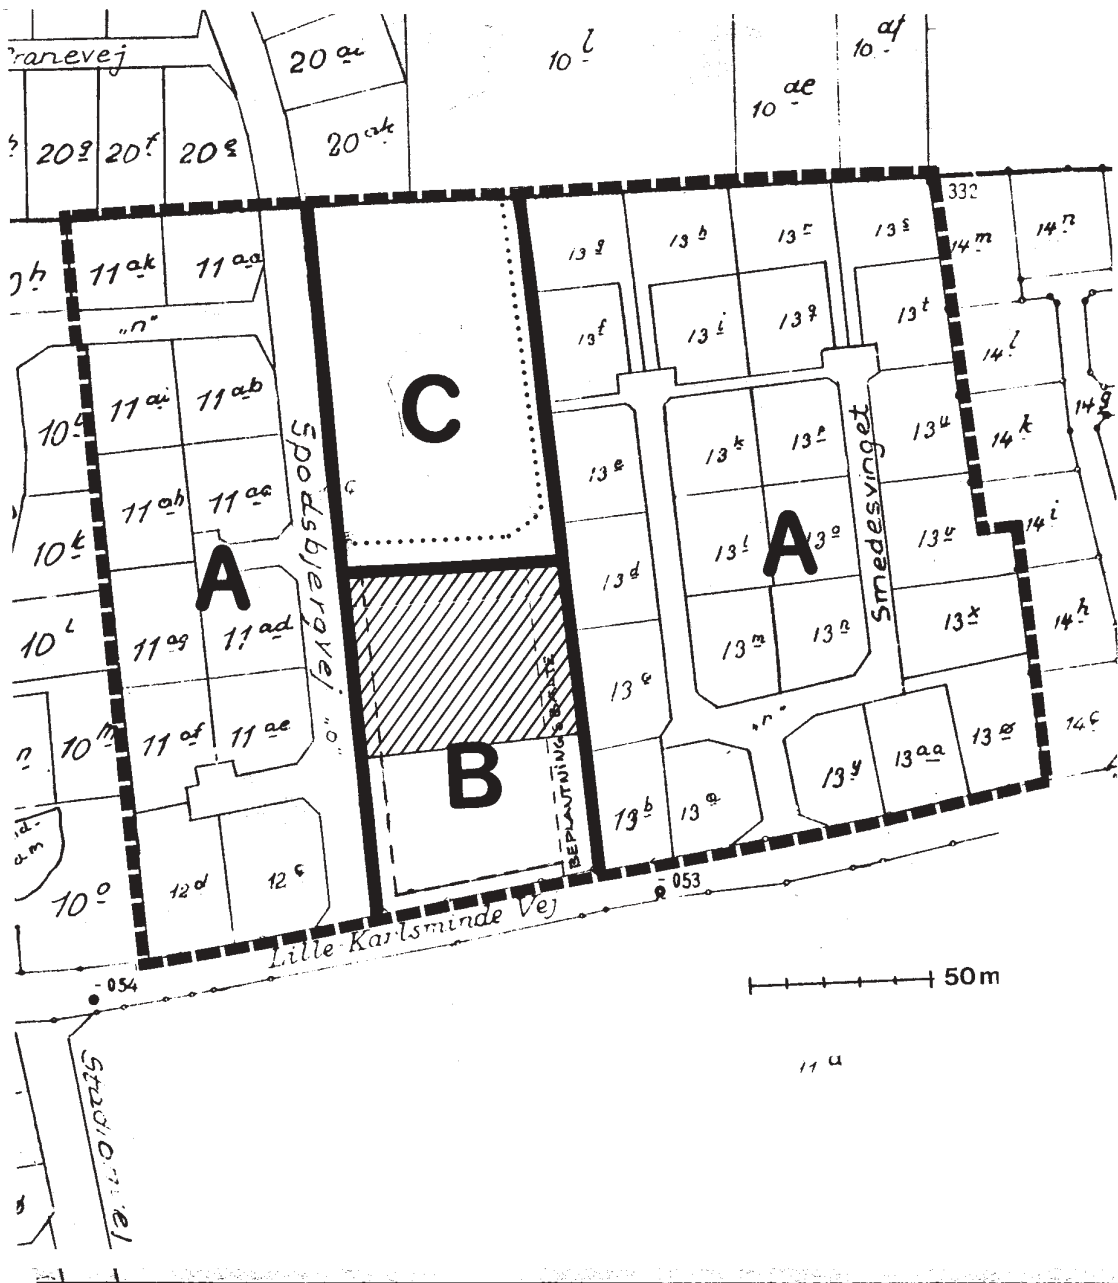 20 ai
10 l
10 af
10 ae
20 g
20 f
20 e
20 ak
332
13 g
13 h
13 r
13 s
14 m
14 n
11 ak
11 aa
"n"
13 f
13 i
13 q
13 t
14 l
11 ai
11 ab
C
10 i
13 k
13 p
13 u
14 k
14 g
Spodsbjergvej "o"
Smedesvinget
11 ah
11 ac
13 e
10 k
A
13 l
A
13 o
13 v
14 i
13 d
10 l
11 ag
11 ad
13 m
13 n
13 x
14 h
13 c
10 m
11 af
11 ae
B
BEPLANTNINGSBÆLTE
"n"
13 y
13 aa
13 ø
14 c
13 b
13 a
10 o
12 d
12 c
Lille Karlsminde Vej
053
054
50m
11 a
Stadionvej